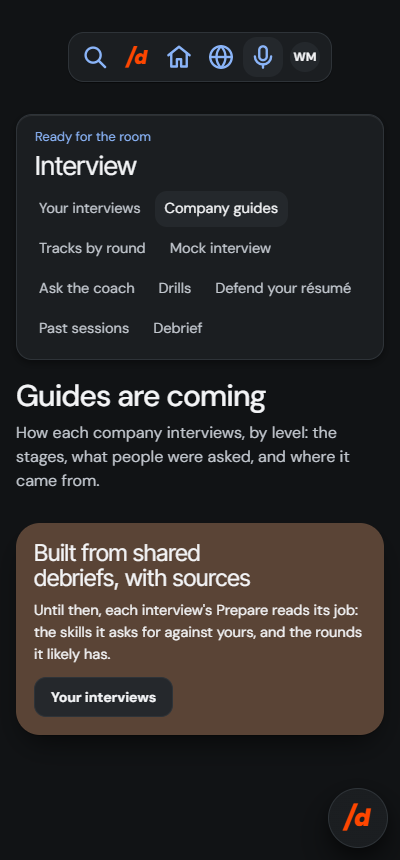 /d
WM
Ready for the room
Interview
Your interviews
Company guides
Tracks by round
Mock interview
Ask the coach
Drills
Defend your résumé
Past sessions
Debrief
Guides are coming
How each company interviews, by level: the
stages, what people were asked, and where it
came from.
Built from shared
debriefs, with sources
Until then, each interview's Prepare reads its job:
the skills it asks for against yours, and the rounds
it likely has.
Your interviews
/d